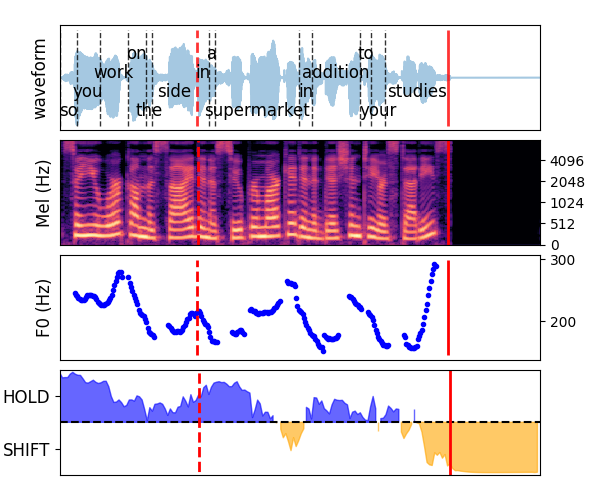 waveform
on a to
work in addition
you side in studies
so the supermarket your
Mel (Hz)
4096
2048
1024
512
0
F0 (Hz)
300
200
HOLD
SHIFT